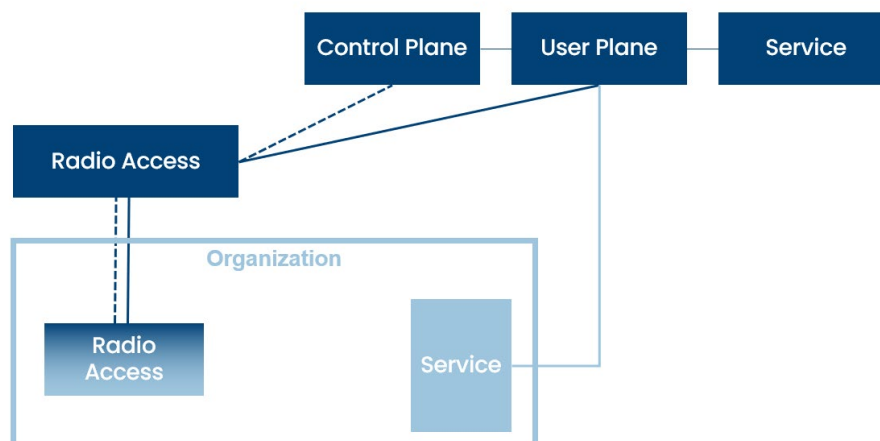 Control Plane
User Plane
Service
Radio Access
Organization
Radio
Access
Service